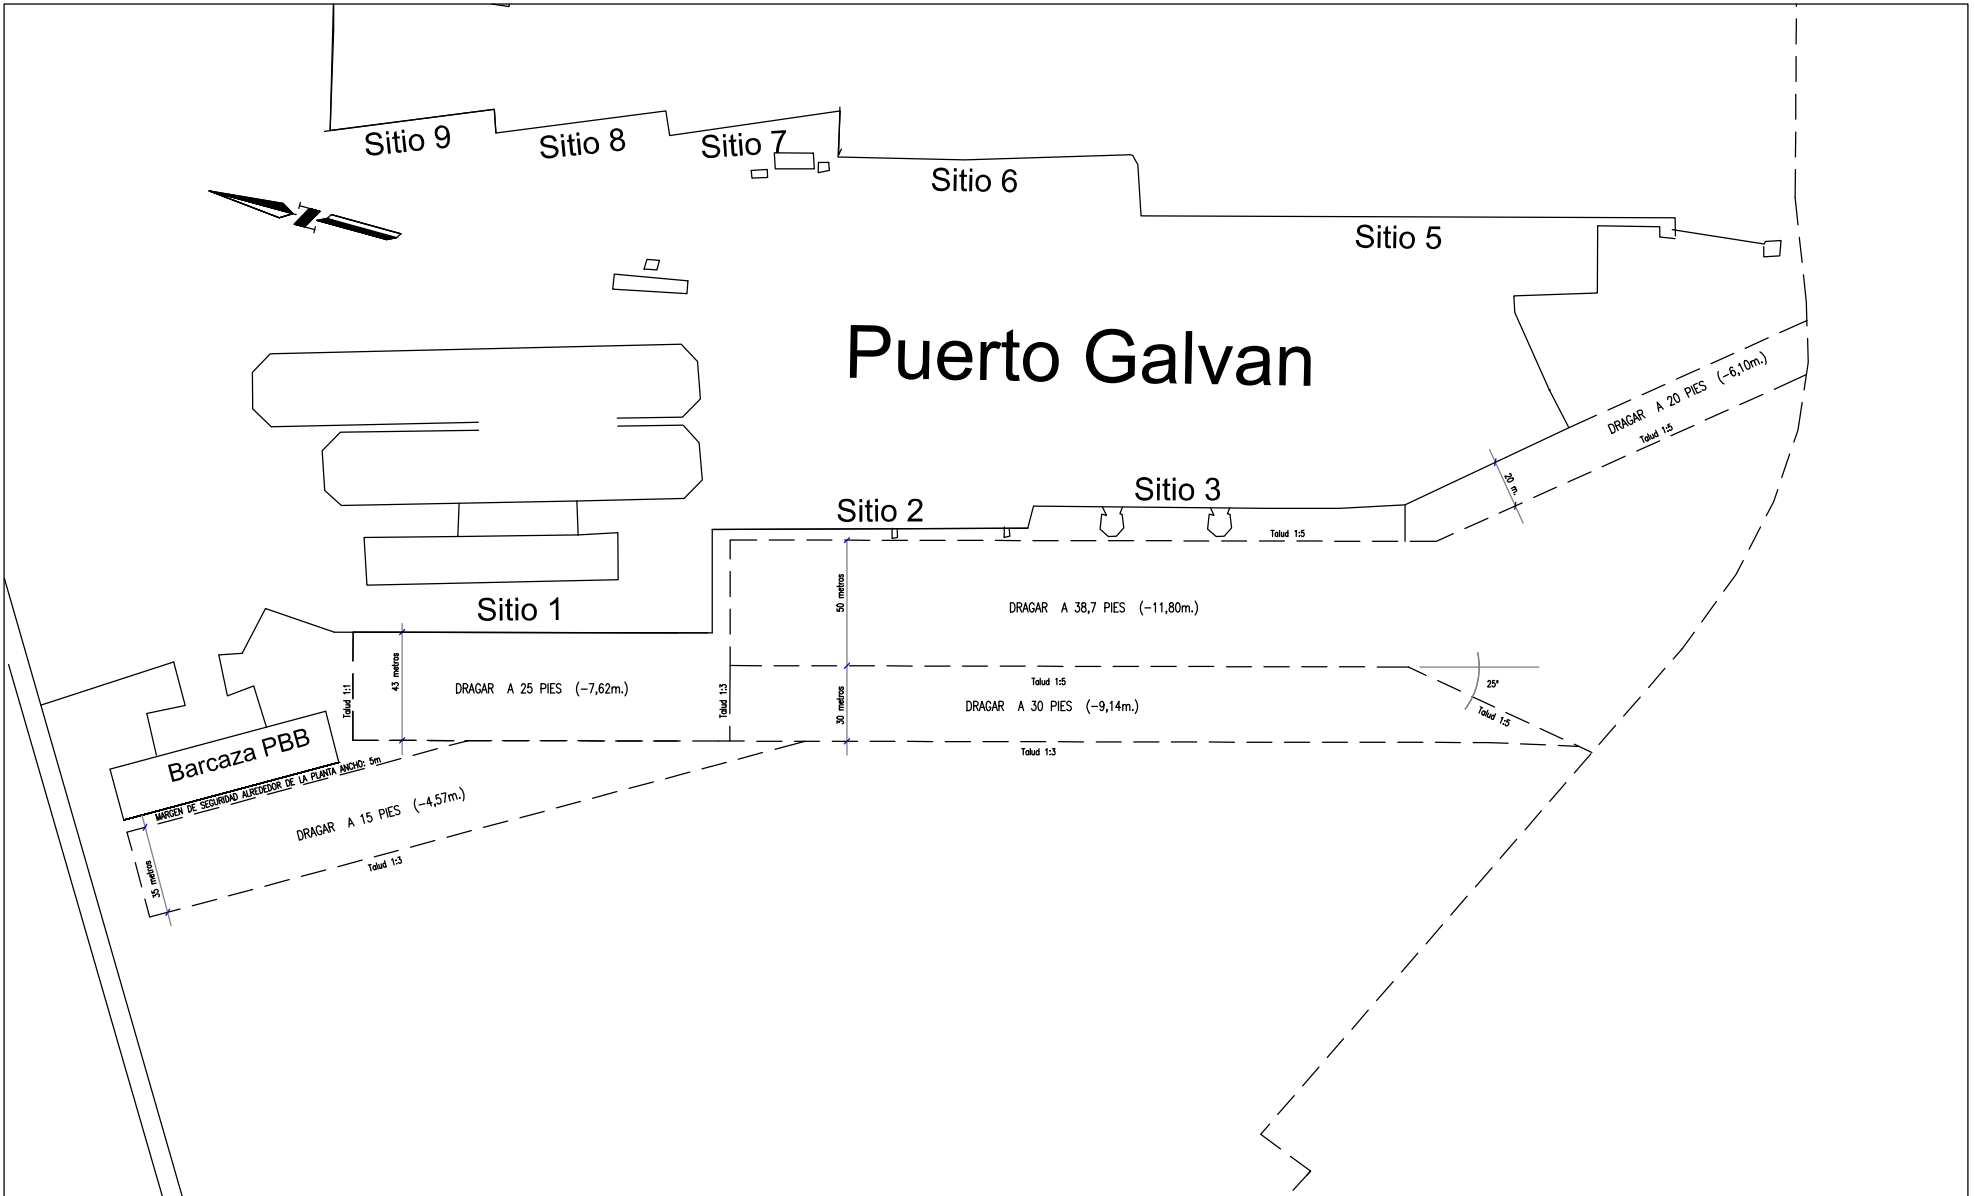 Sitio 9
Sitio 8
Sitio 7
Sitio 6
Sitio 5
N
Puerto Galvan
DRAGAR A 20 PIES (-6,10m.)
Talud 1:5
20 m.
Sitio 3
Sitio 2
Talud 1:5
50 metros
DRAGAR A 38,7 PIES (-11,80m.)
Sitio 1
43 metros
Talud 1:1
DRAGAR A 25 PIES (-7,62m.)
Talud 1:3
30 metros
Talud 1:5
DRAGAR A 30 PIES (-9,14m.)
25°
Talud 1:5
Talud 1:3
Barcaza PBB
MARGEN DE SEGURIDAD ALREDEDOR DE LA PLANTA ANCHO: 5m
DRAGAR A 15 PIES (-4,57m.)
Talud 1:3
35 metros